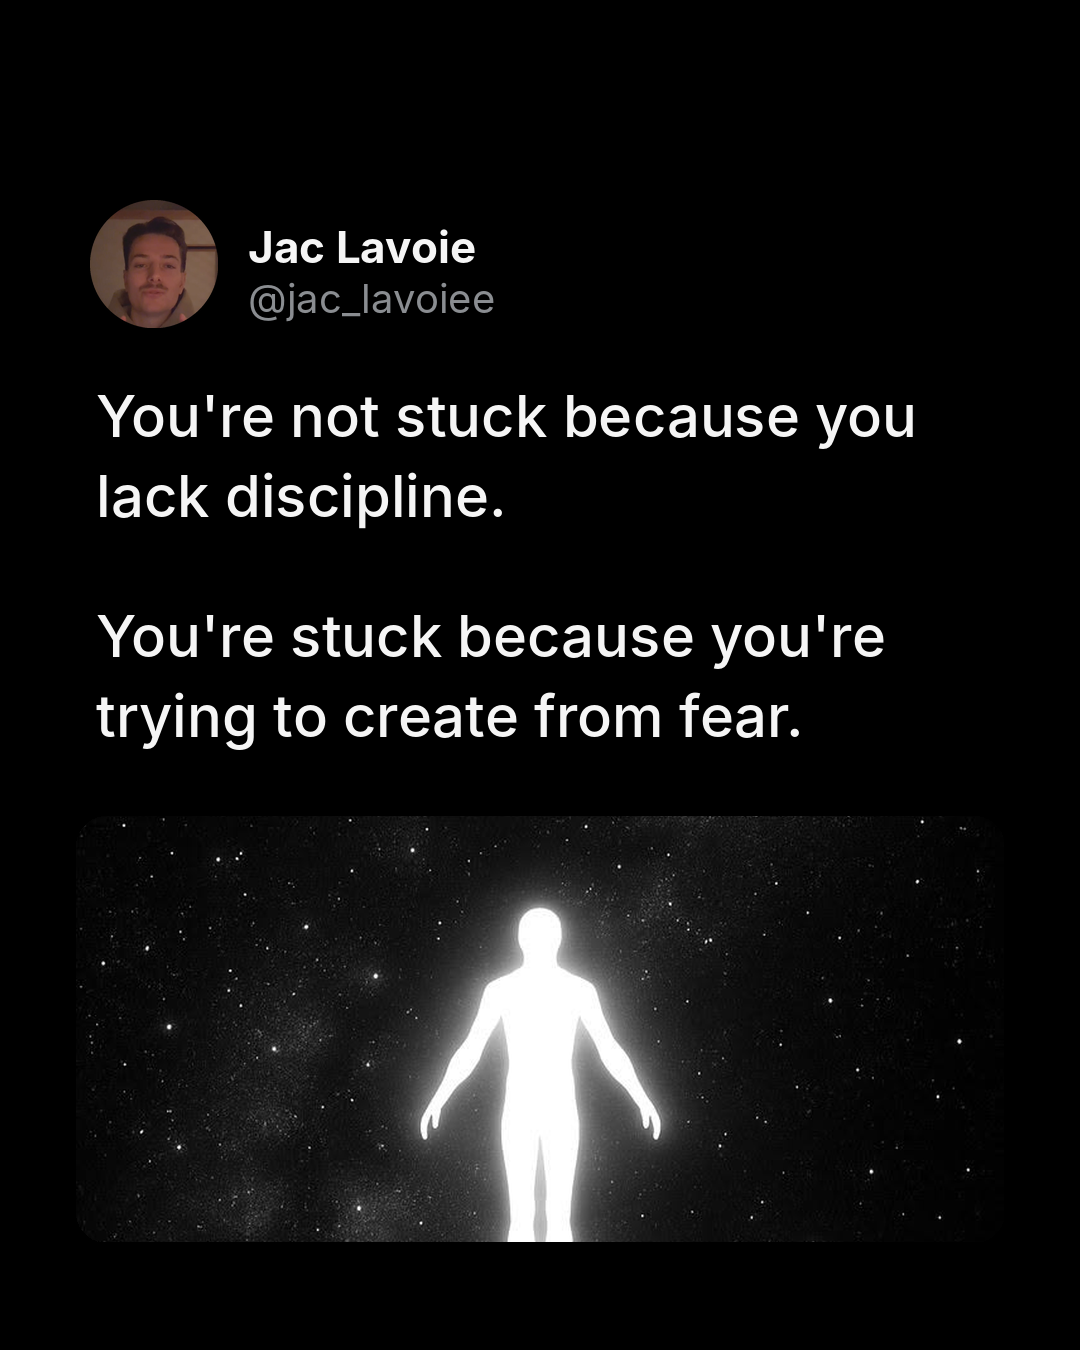 Jac Lavoie
@jac_lavoiee
You're not stuck because you
lack discipline.
You're stuck because you're
trying to create from fear.